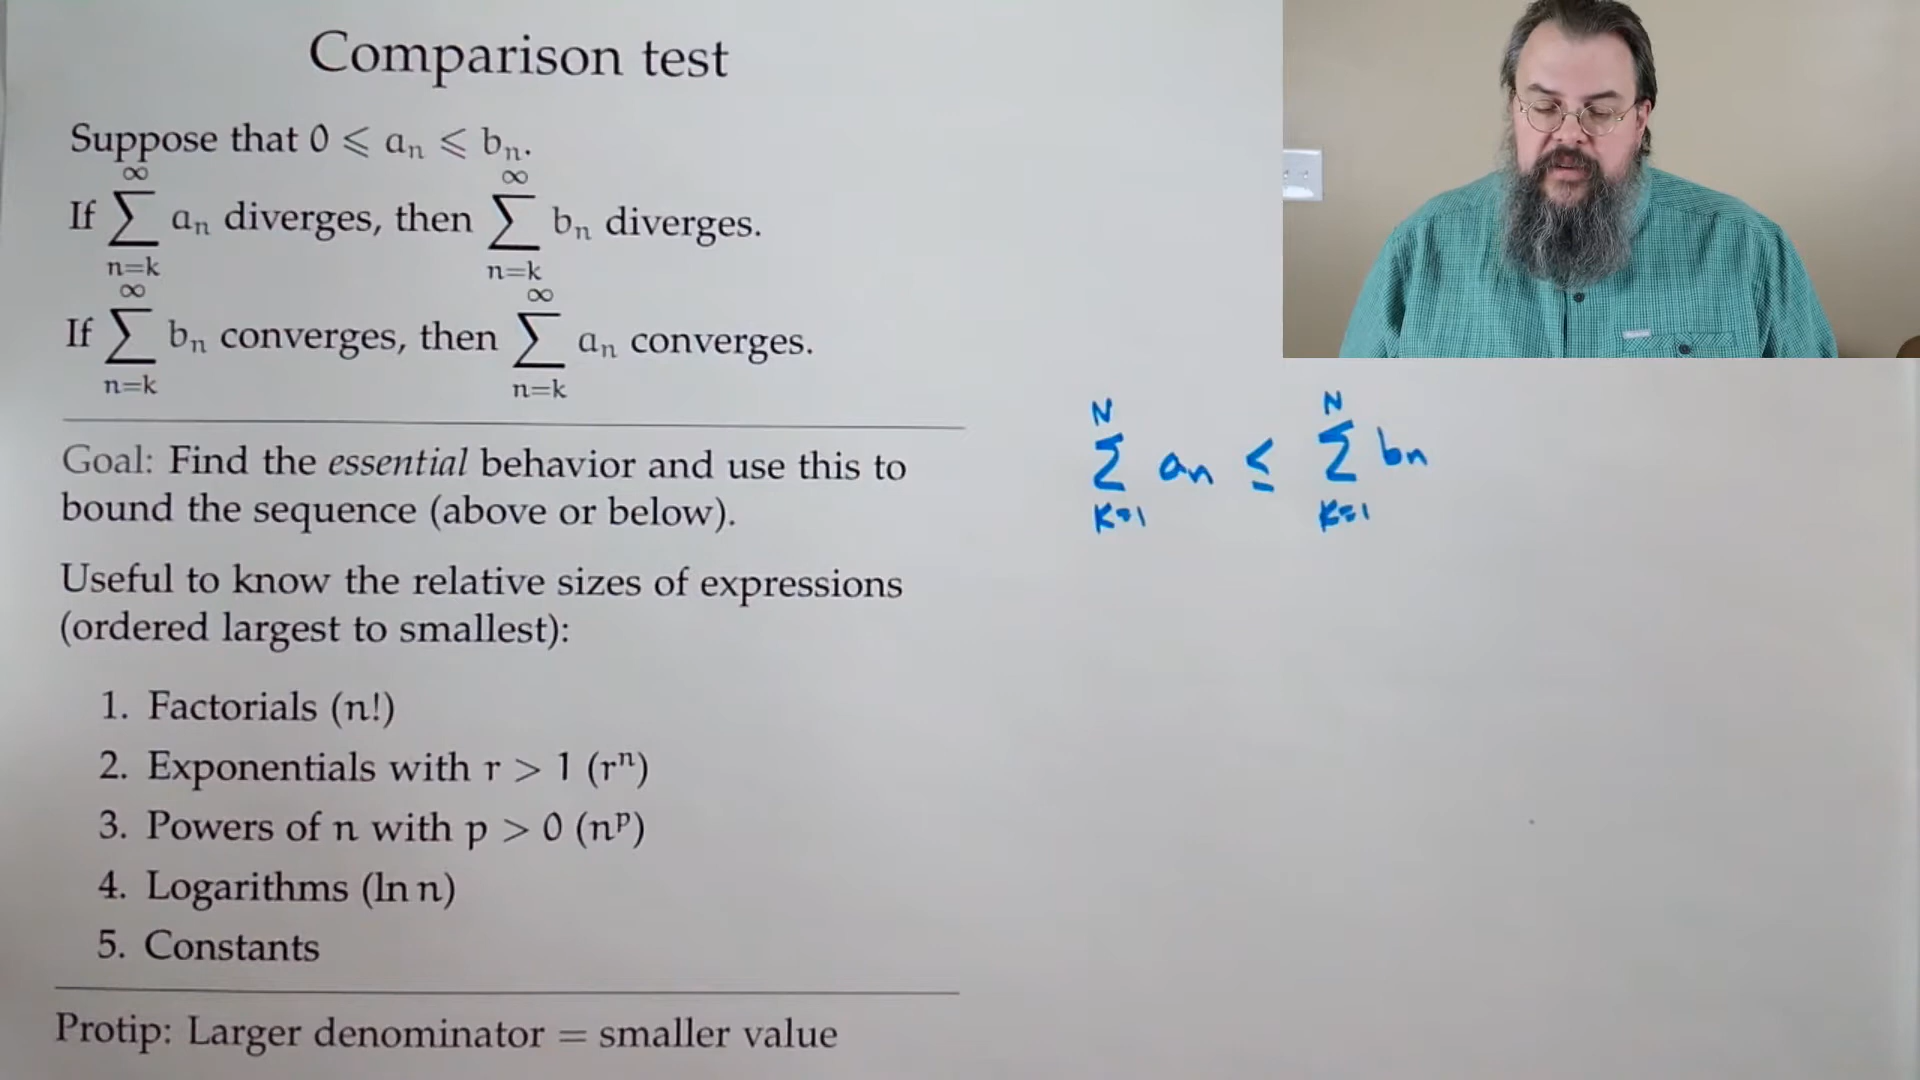 Comparison test
Suppose that 0 ⩽ aₙ ⩽ bₙ.
If ∑_{n=k}^{∞} aₙ diverges, then ∑_{n=k}^{∞} bₙ diverges.
If ∑_{n=k}^{∞} bₙ converges, then ∑_{n=k}^{∞} aₙ converges.
Goal: Find the essential behavior and use this to
bound the sequence (above or below).
Useful to know the relative sizes of expressions
(ordered largest to smallest):
1. Factorials (n!)
2. Exponentials with r > 1 (rⁿ)
3. Powers of n with p > 0 (nᵖ)
4. Logarithms (ln n)
5. Constants
Protip: Larger denominator = smaller value
∑_{K=1}^{N} aₙ ≤ ∑_{K=1}^{N} bₙ